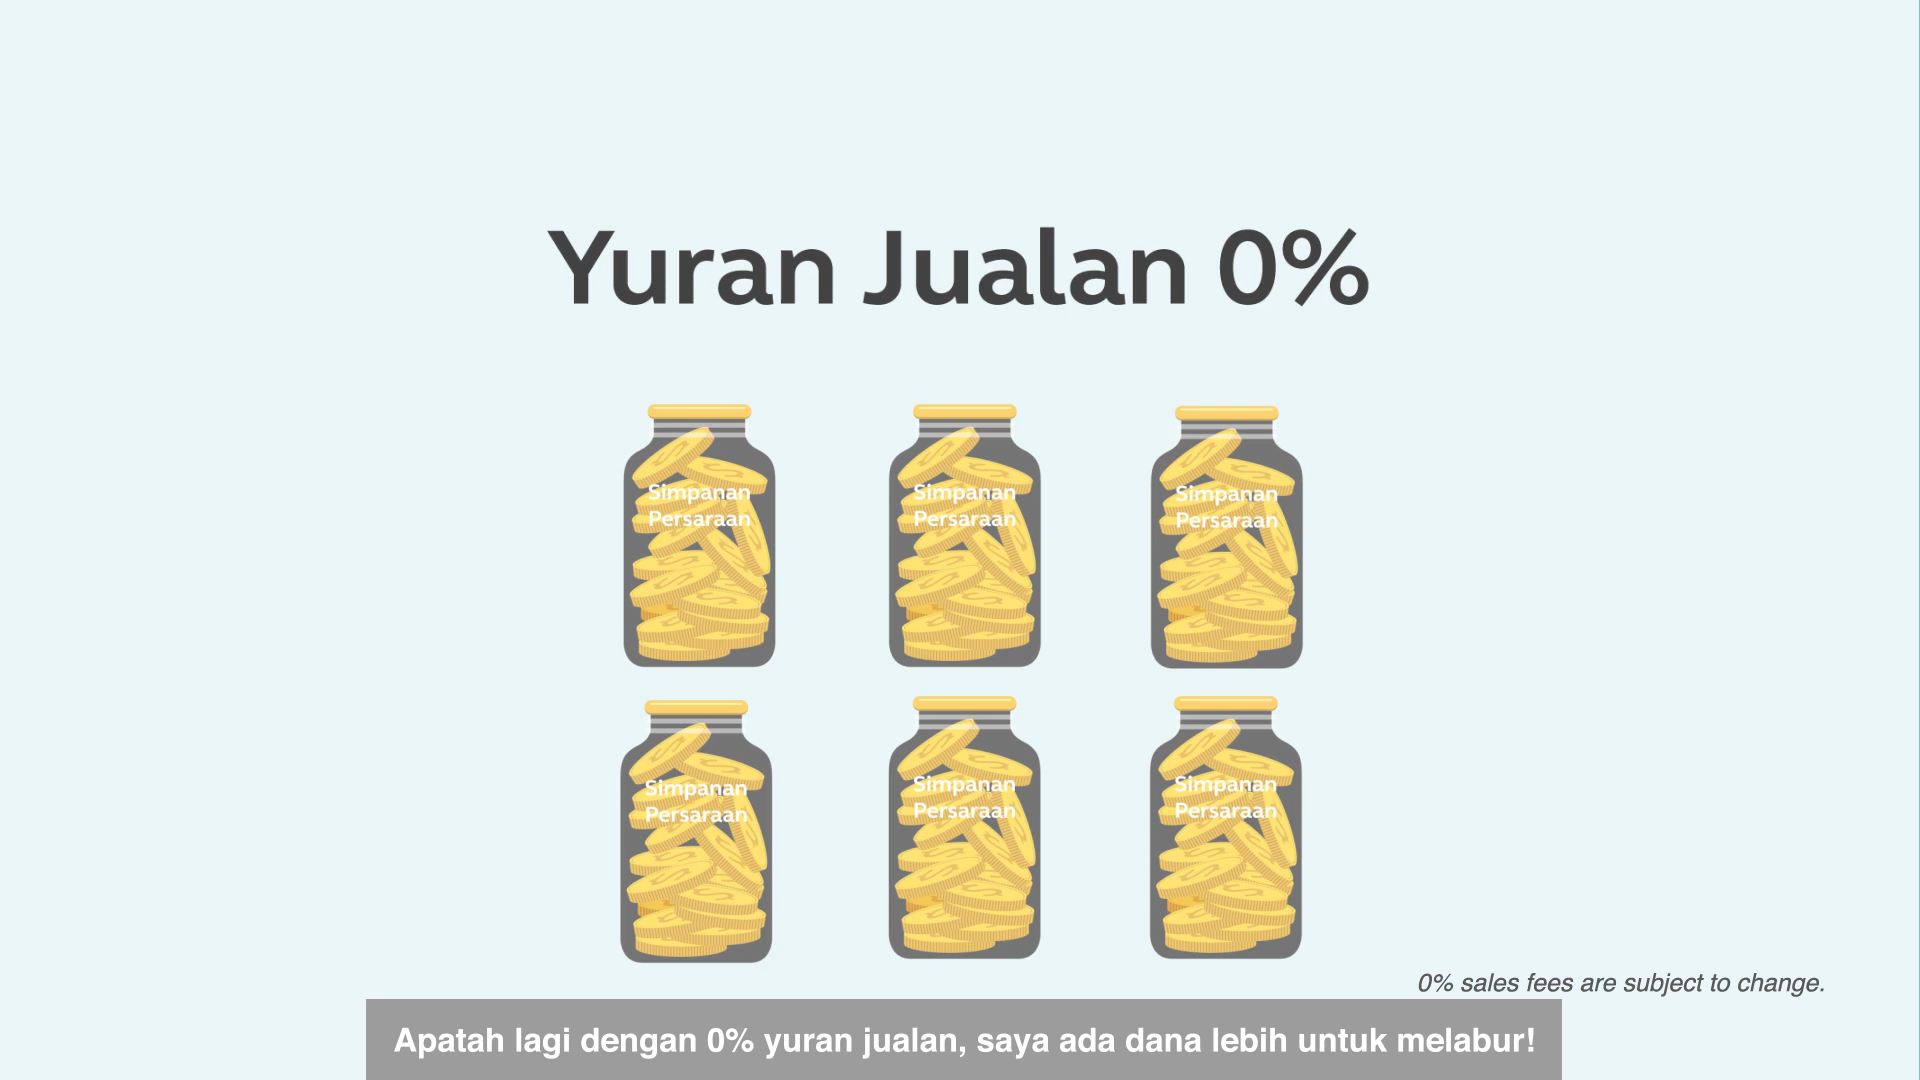 Yuran Jualan 0%
Simpanan
Persaraan
Simpanan
Persaraan
Simpanan
Persaraan
Simpanan
Persaraan
Simpanan
Persaraan
Simpanan
Persaraan
0% sales fees are subject to change.
Apatah lagi dengan 0% yuran jualan, saya ada dana lebih untuk melabur!